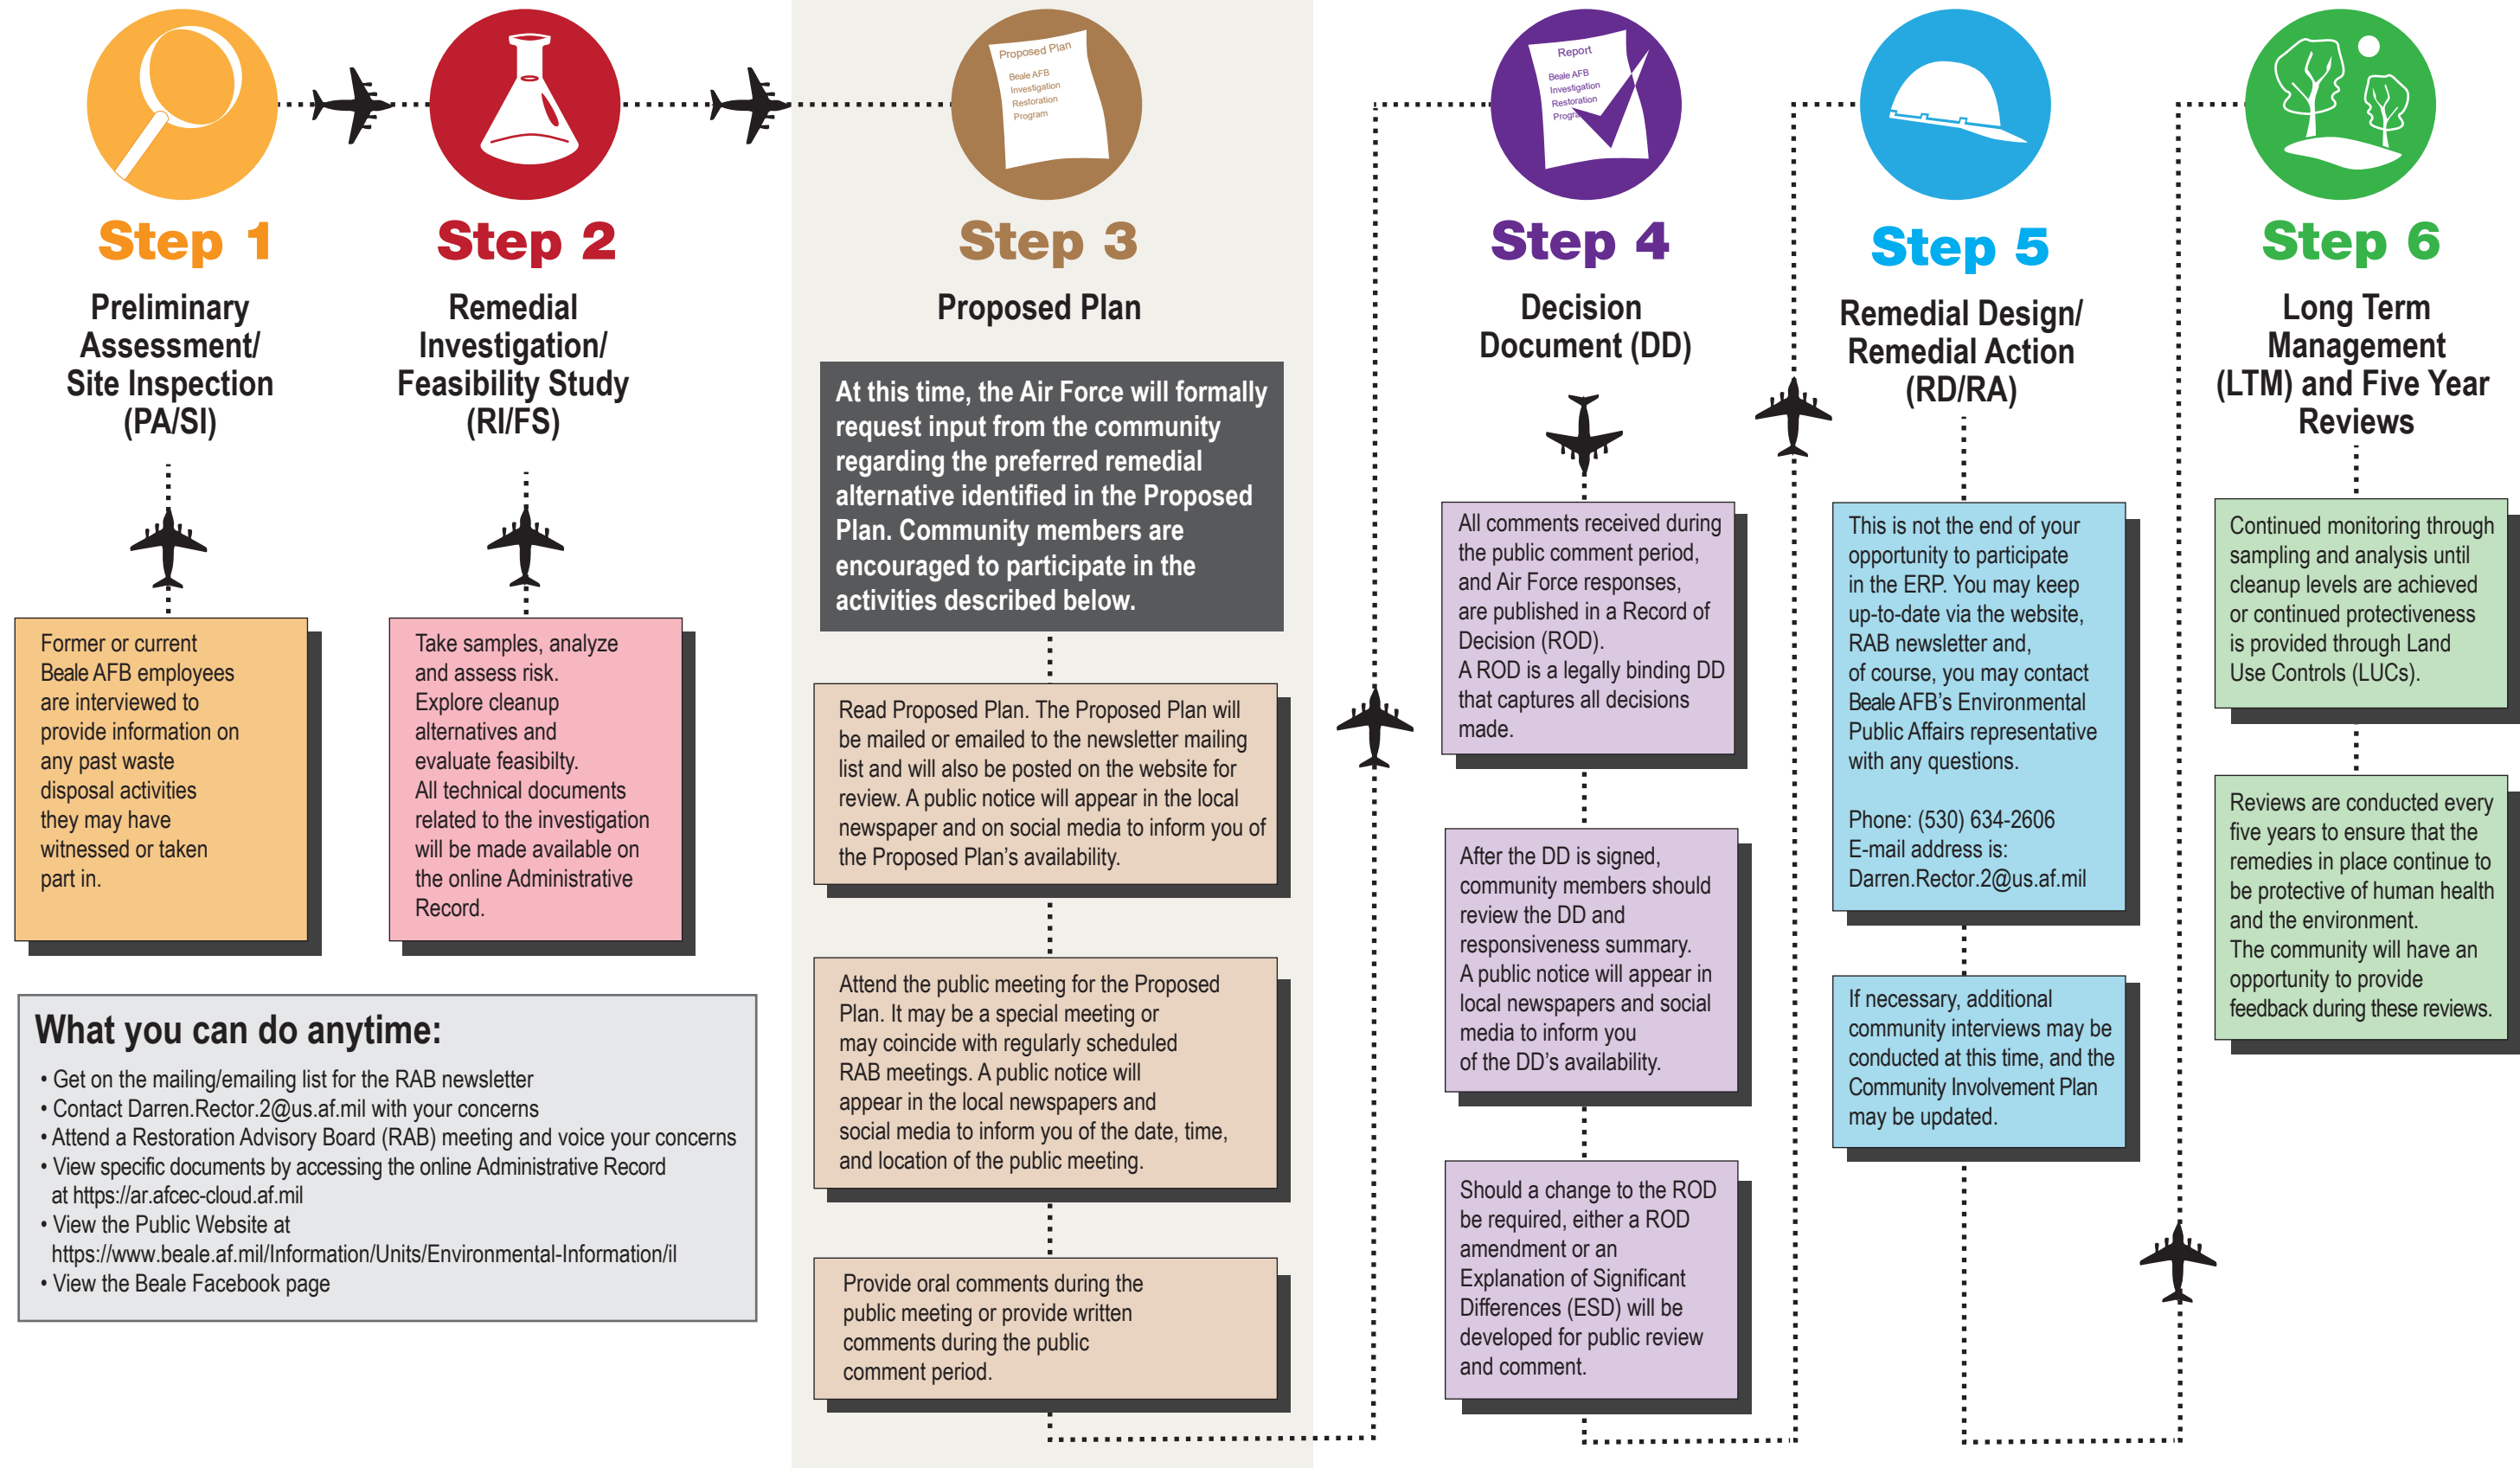 Step 1
Preliminary
Assessment/
Site Inspection
(PA/SI)
Former or current
Beale AFB employees
are interviewed to
provide information on
any past waste
disposal activities
they may have
witnessed or taken
part in.
Step 2
Remedial
Investigation/
Feasibility Study
(RI/FS)
Take samples, analyze
and assess risk.
Explore cleanup
alternatives and
evaluate feasibilty.
All technical documents
related to the investigation
will be made available on
the online Administrative
Record.
What you can do anytime:
• Get on the mailing/emailing list for the RAB newsletter
• Contact Darren.Rector.2@us.af.mil with your concerns
• Attend a Restoration Advisory Board (RAB) meeting and voice your concerns
• View specific documents by accessing the online Administrative Record
at https://ar.afcec-cloud.af.mil
• View the Public Website at
https://www.beale.af.mil/Information/Units/Environmental-Information/il
• View the Beale Facebook page
Proposed Plan
Beale AFB
Investigation
Restoration
Program
Step 3
Proposed Plan
At this time, the Air Force will formally
request input from the community
regarding the preferred remedial
alternative identified in the Proposed
Plan. Community members are
encouraged to participate in the
activities described below.
Read Proposed Plan. The Proposed Plan will
be mailed or emailed to the newsletter mailing
list and will also be posted on the website for
review. A public notice will appear in the local
newspaper and on social media to inform you of
the Proposed Plan's availability.
Attend the public meeting for the Proposed
Plan. It may be a special meeting or
may coincide with regularly scheduled
RAB meetings. A public notice will
appear in the local newspapers and
social media to inform you of the date, time,
and location of the public meeting.
Provide oral comments during the
public meeting or provide written
comments during the public
comment period.
Report
Beale AFB
Investigation
Restoration
Progra
Step 4
Decision
Document (DD)
All comments received during
the public comment period,
and Air Force responses,
are published in a Record of
Decision (ROD).
A ROD is a legally binding DD
that captures all decisions
made.
After the DD is signed,
community members should
review the DD and
responsiveness summary.
A public notice will appear in
local newspapers and social
media to inform you
of the DD's availability.
Should a change to the ROD
be required, either a ROD
amendment or an
Explanation of Significant
Differences (ESD) will be
developed for public review
and comment.
Step 5
Remedial Design/
Remedial Action
(RD/RA)
This is not the end of your
opportunity to participate
in the ERP. You may keep
up-to-date via the website,
RAB newsletter and,
of course, you may contact
Beale AFB's Environmental
Public Affairs representative
with any questions.
Phone: (530) 634-2606
E-mail address is:
Darren.Rector.2@us.af.mil
If necessary, additional
community interviews may be
conducted at this time, and the
Community Involvement Plan
may be updated.
Step 6
Long Term
Management
(LTM) and Five Year
Reviews
Continued monitoring through
sampling and analysis until
cleanup levels are achieved
or continued protectiveness
is provided through Land
Use Controls (LUCs).
Reviews are conducted every
five years to ensure that the
remedies in place continue to
be protective of human health
and the environment.
The community will have an
opportunity to provide
feedback during these reviews.